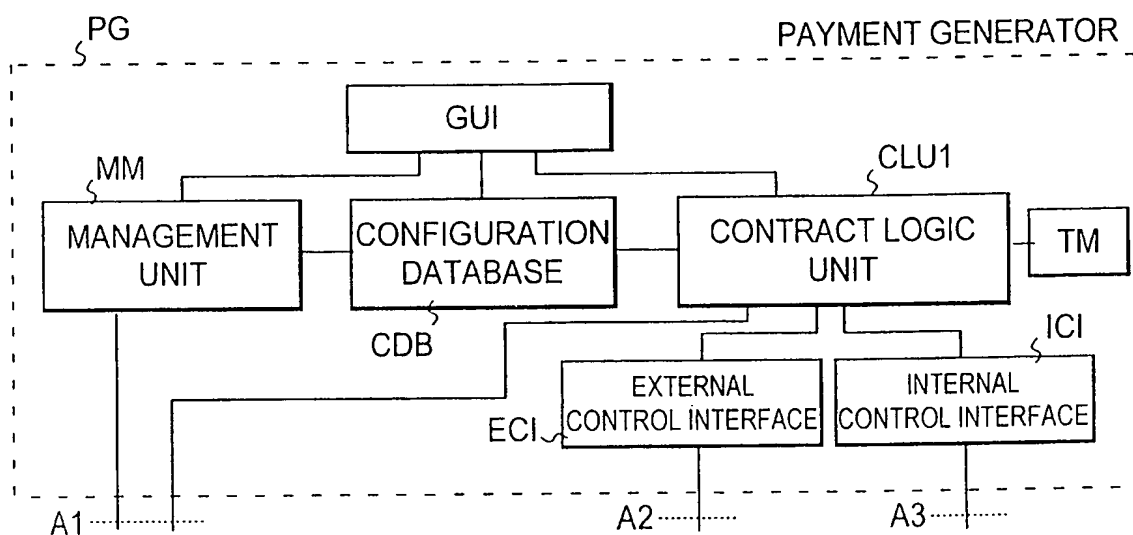 PG
PAYMENT GENERATOR
GUI
MM
CLU1
MANAGEMENT
UNIT
CONFIGURATION
DATABASE
CONTRACT LOGIC
UNIT
TM
CDB
ICI
EXTERNAL
CONTROL INTERFACE
INTERNAL
CONTROL INTERFACE
ECI
A1
A2
A3